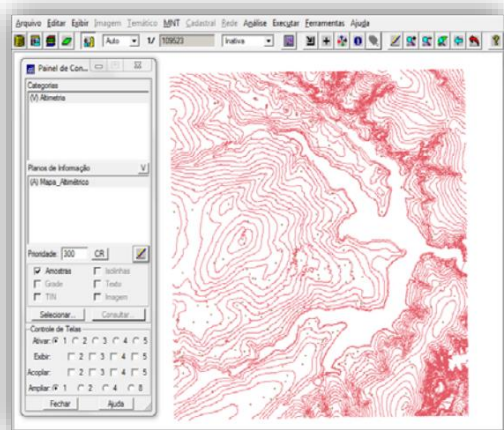 Arquivo Editar Exibir Imagem Temático MNT Cadastral Rede Análise Executar Ferramentas Ajuda
Auto 1/ 109523 Inativa
Painel de Con...
Categorias
(V) Altimetria
Planos de Informação V
(A) Mapa_Altimétrico
Prioridade: 300 CR
Amostras Isolinhas
Grade Texto
TIN Imagem
Selecionar... Consultar...
Controle de Telas
Ativar: 1 2 3 4 5
Exibir: 2 3 4 5
Acoplar: 2 3 4 5
Ampliar: 1 2 4 8
Fechar Ajuda